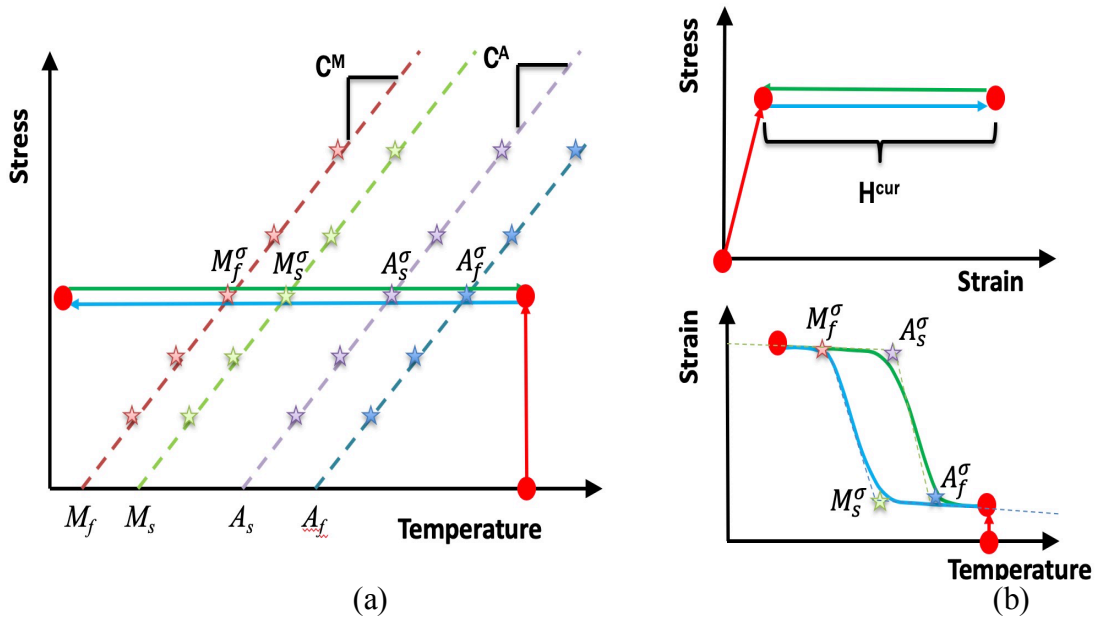 Stress
C^M
C^A
M_f^σ
M_s^σ
A_s^σ
A_f^σ
M_f
M_s
A_s
A_f
Temperature
(a)
Stress
H^cur
Strain
Strain
M_f^σ
A_s^σ
M_s^σ
A_f^σ
Temperature
(b)